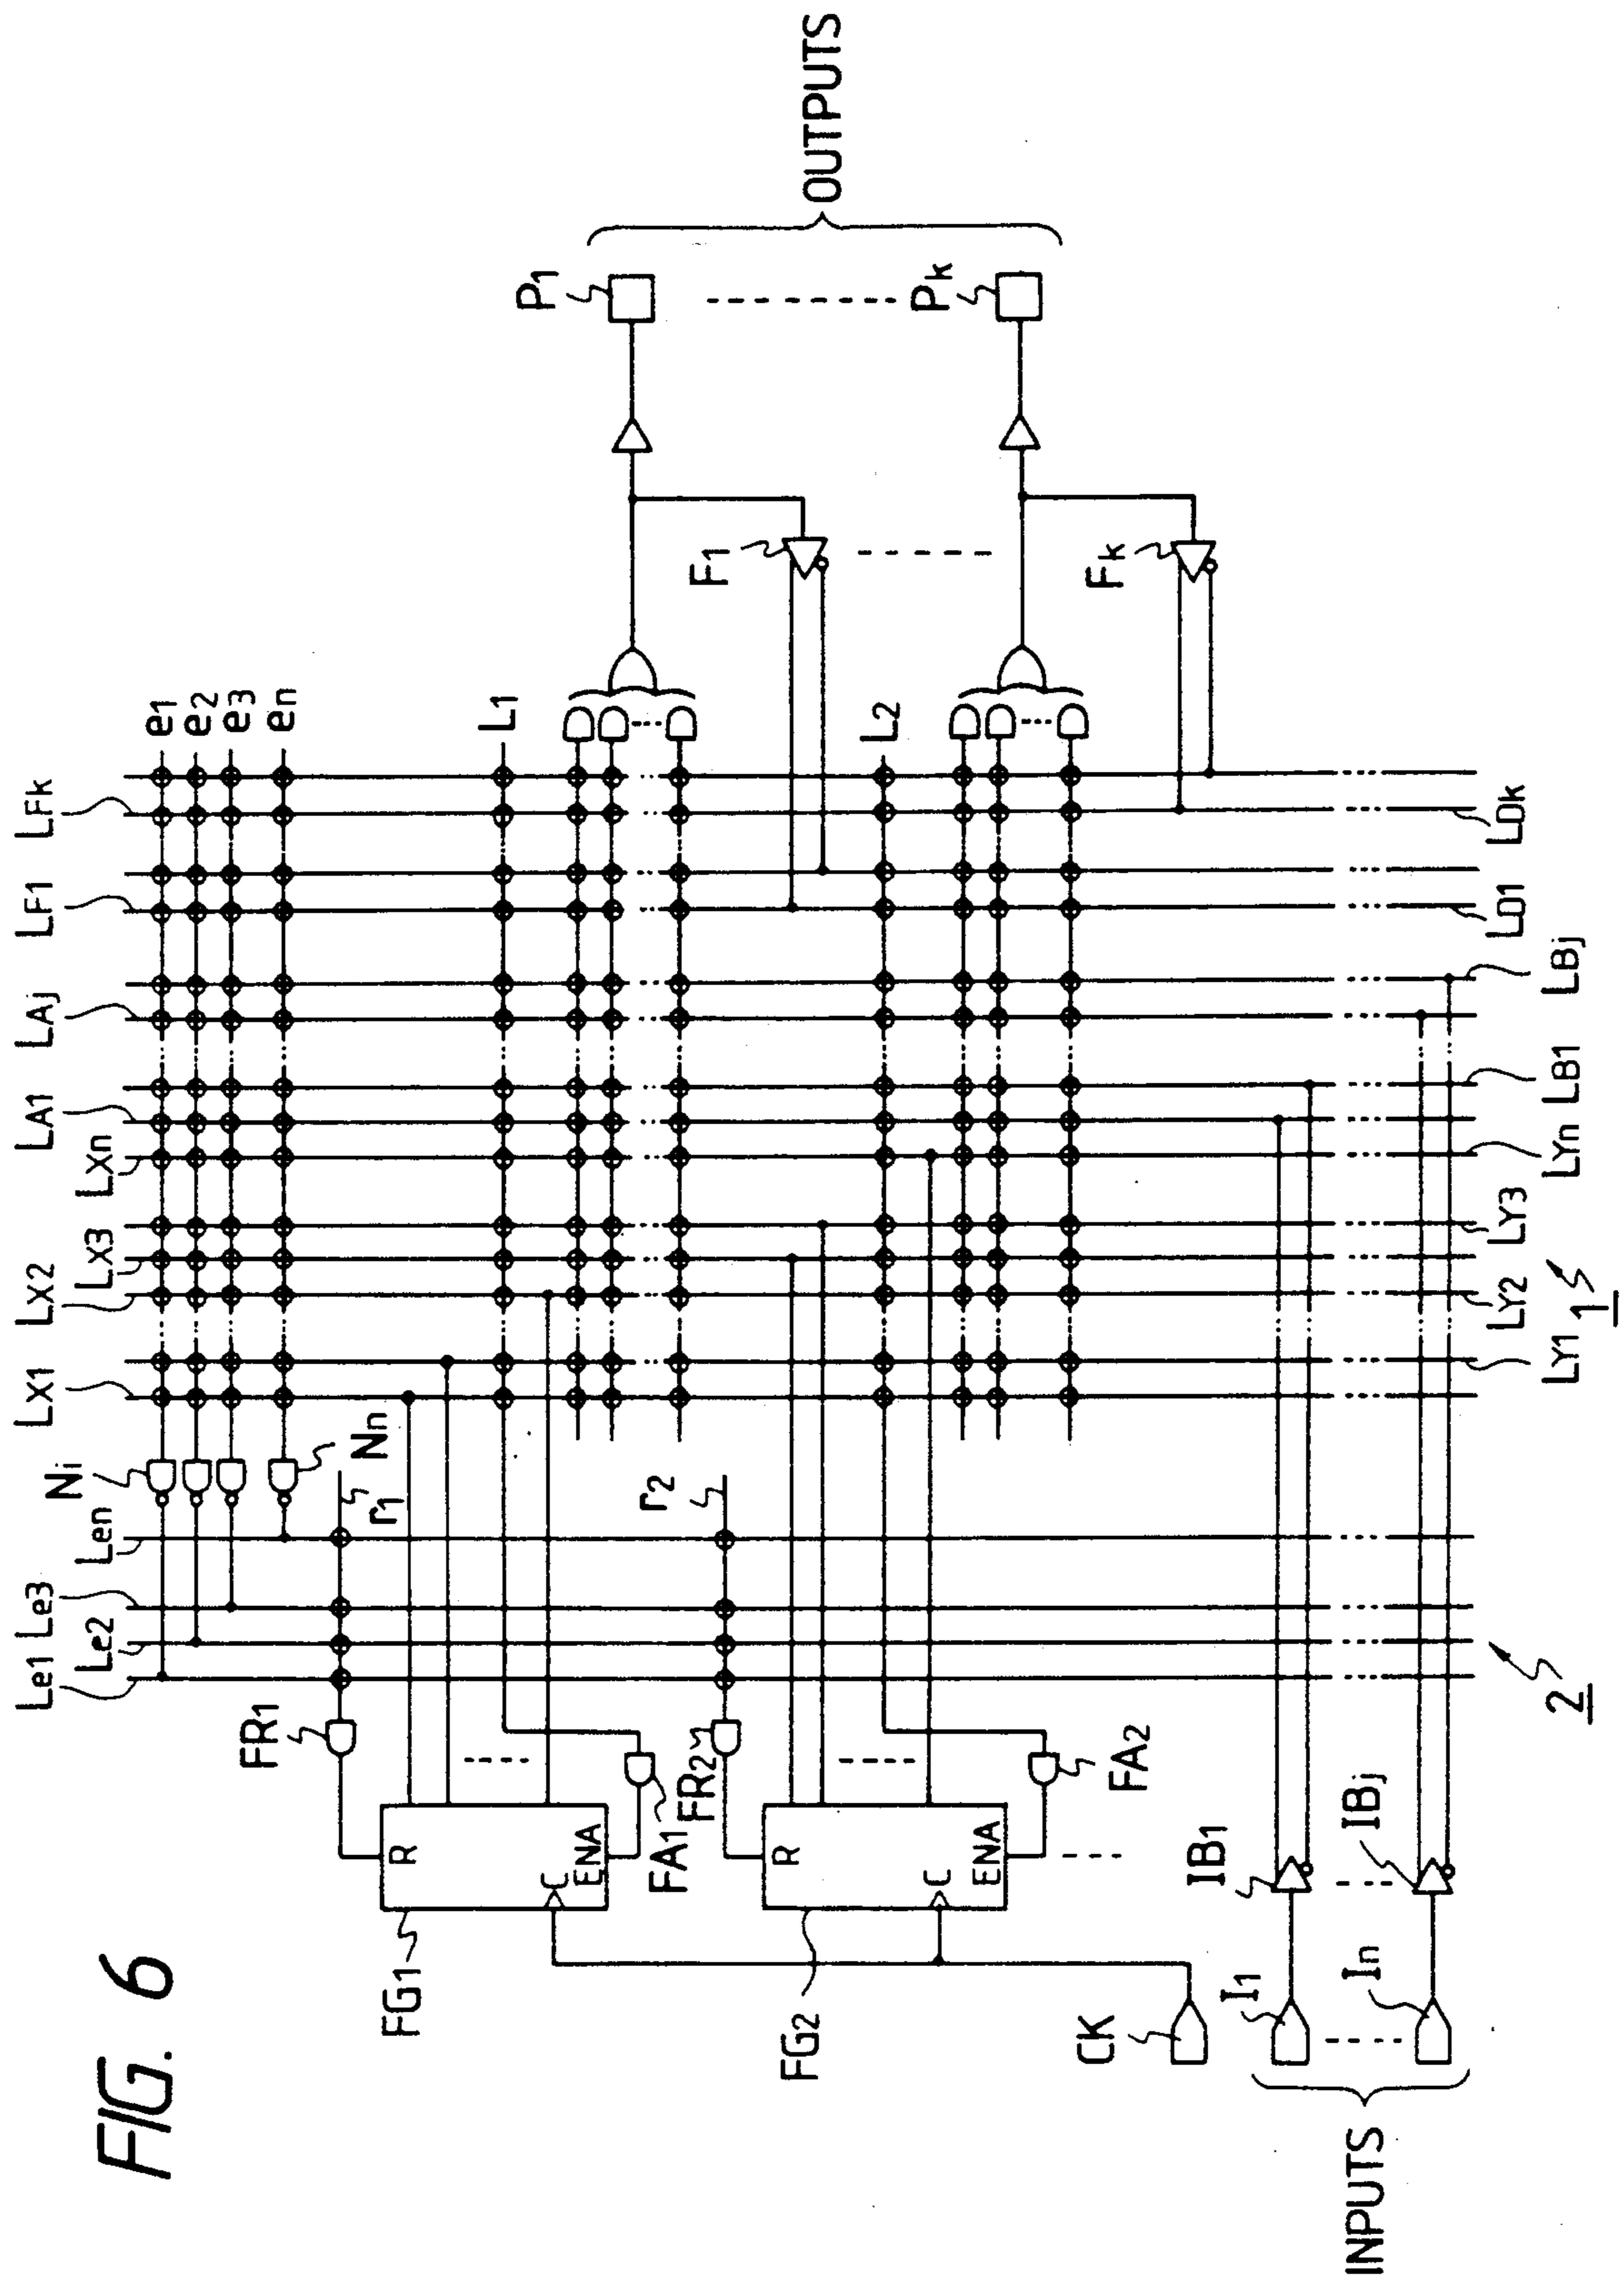 FIG. 6
LX1
LX2
LX3
LXn
LA1
LAj
LF1
LFk
Le1
Le2
Le3
Len
Ni
Nn
e1
e2
e3
en
FR1
r1
L1
P1
R
C
ENA
FG1
FA1
F1
OUTPUTS
FR2
r2
L2
Pk
R
C
ENA
FG2
FA2
Fk
CK
INPUTS
I1
IB1
In
IBj
2
1
LY1
LY2
LY3
LYn
LB1
LBj
LD1
LDk